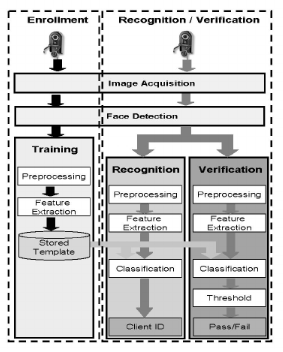 Enrollment
Recognition / Verification
Image Acquisition
Face Detection
Training
Preprocessing
Feature
Extraction
Stored
Template
Recognition
Preprocessing
Feature
Extraction
Classification
Client ID
Verification
Preprocessing
Feature
Extraction
Classification
Threshold
Pass/Fail